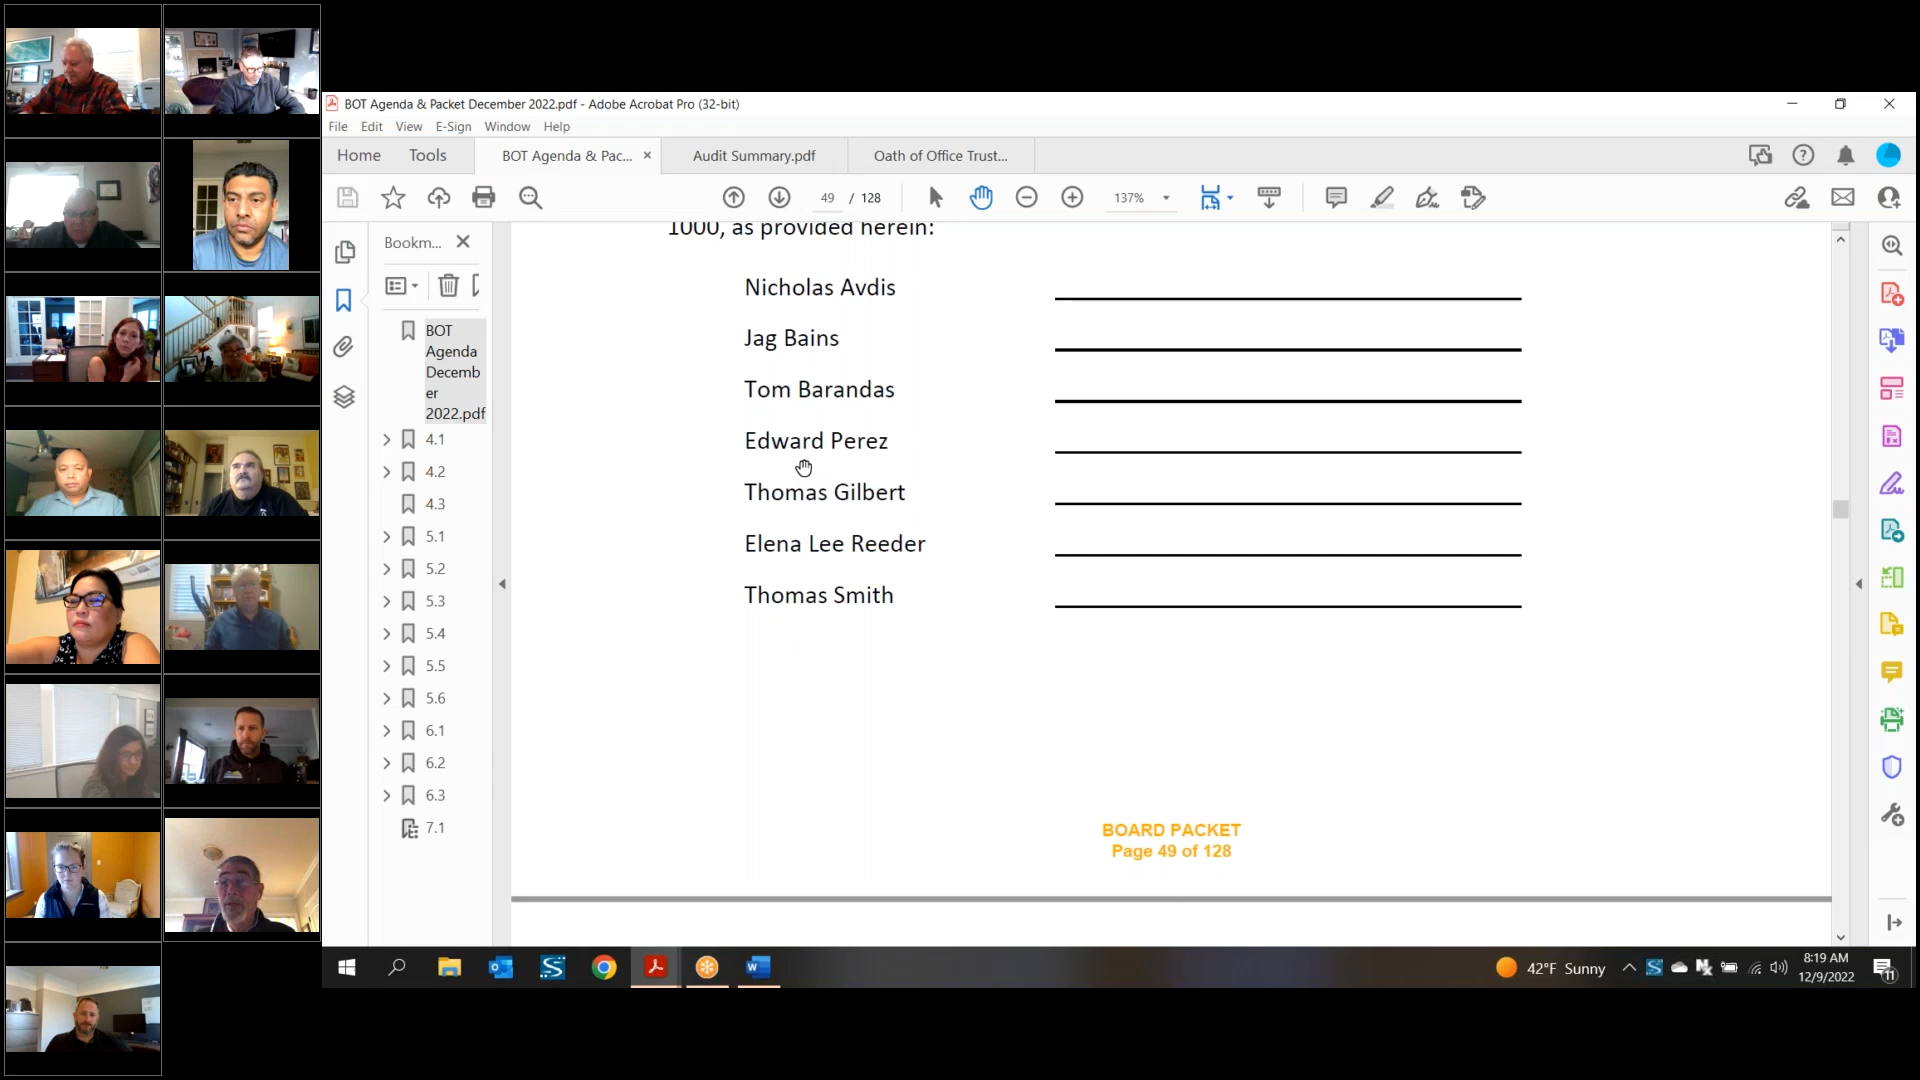 BOT Agenda & Packet December 2022.pdf - Adobe Acrobat Pro (32-bit)
File Edit View E-Sign Window Help
Home Tools BOT Agenda & Pac... × Audit Summary.pdf Oath of Office Trust...
49 / 128 137%
Bookm...
BOT
Agenda
Decemb
er
2022.pdf
4.1
4.2
4.3
5.1
5.2
5.3
5.4
5.5
5.6
6.1
6.2
6.3
7.1
1000, as provided herein:
Nicholas Avdis
Jag Bains
Tom Barandas
Edward Perez
Thomas Gilbert
Elena Lee Reeder
Thomas Smith
BOARD PACKET
Page 49 of 128
42°F Sunny
8:19 AM
12/9/2022
11